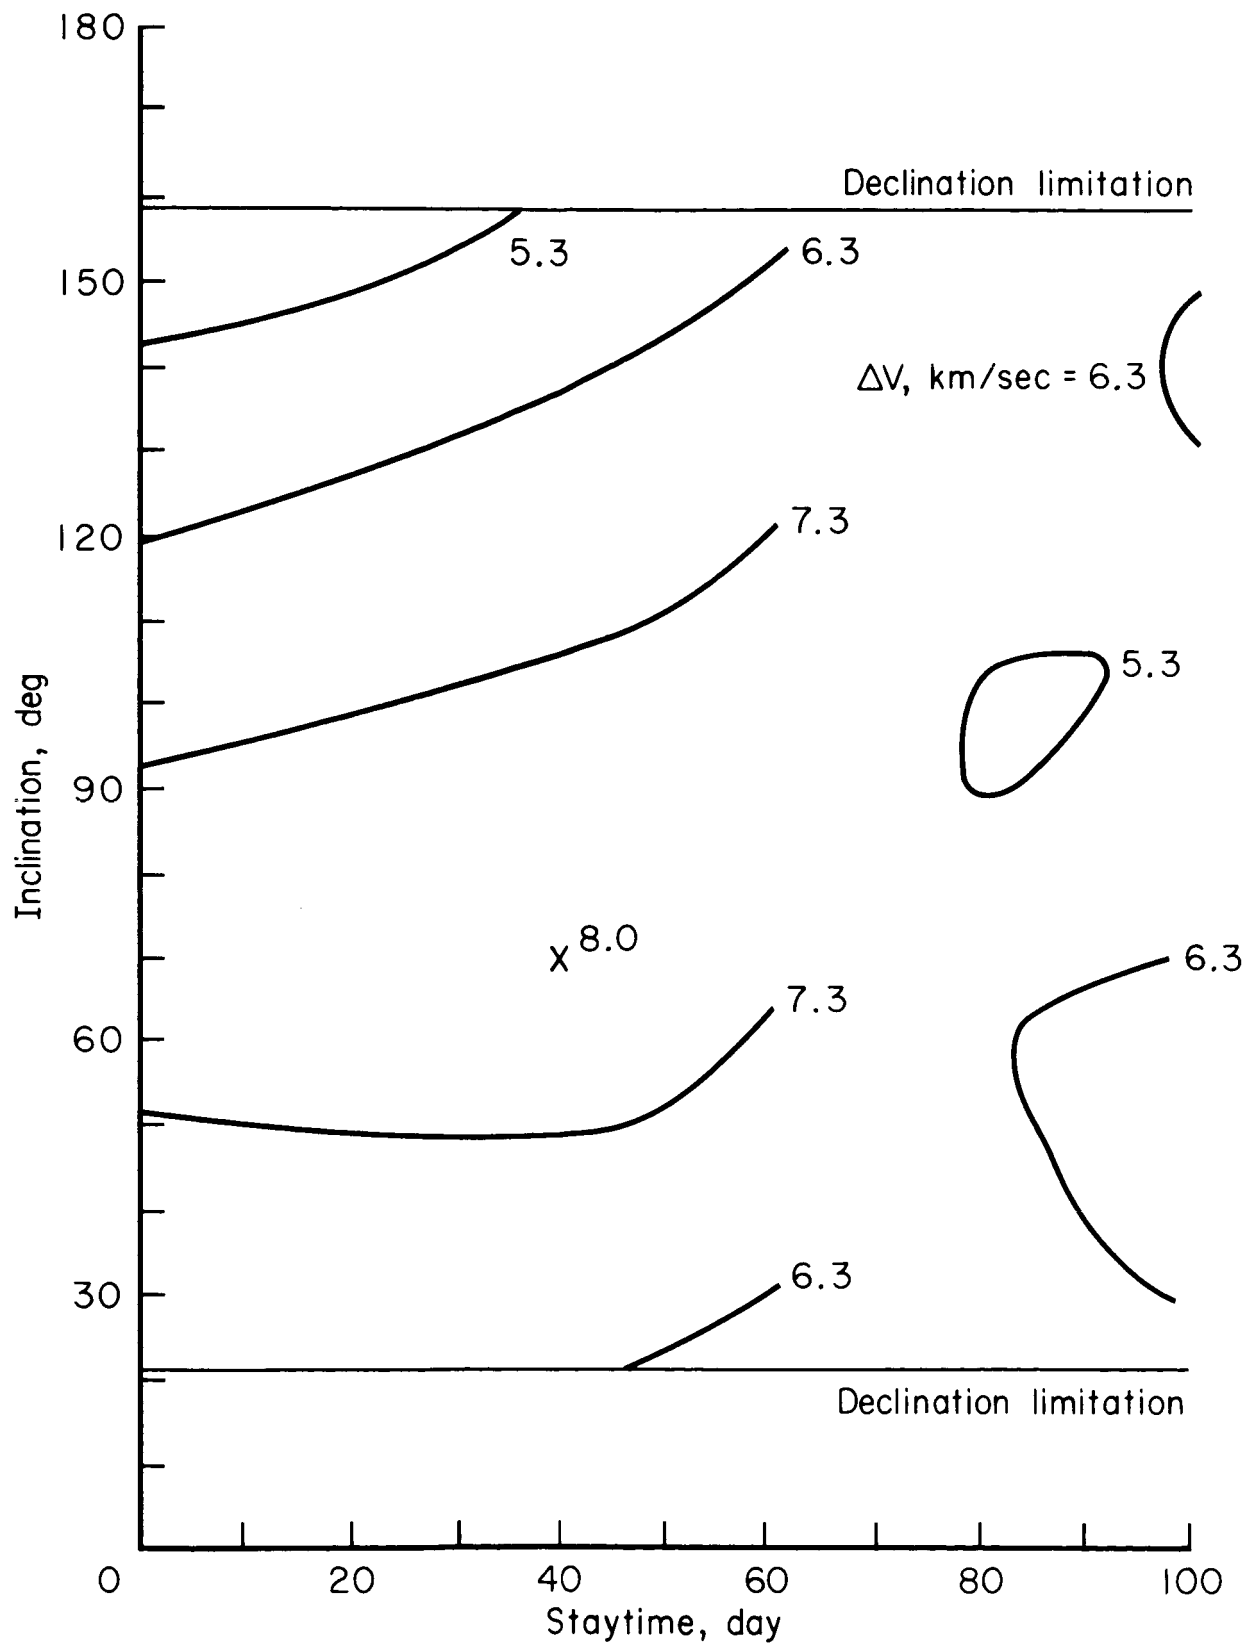 180
Declination limitation
5.3
6.3
150
ΔV, km/sec = 6.3
120
7.3
5.3
Inclination, deg
90
x 8.0
6.3
7.3
60
6.3
30
Declination limitation
0 20 40 60 80 100
Staytime, day